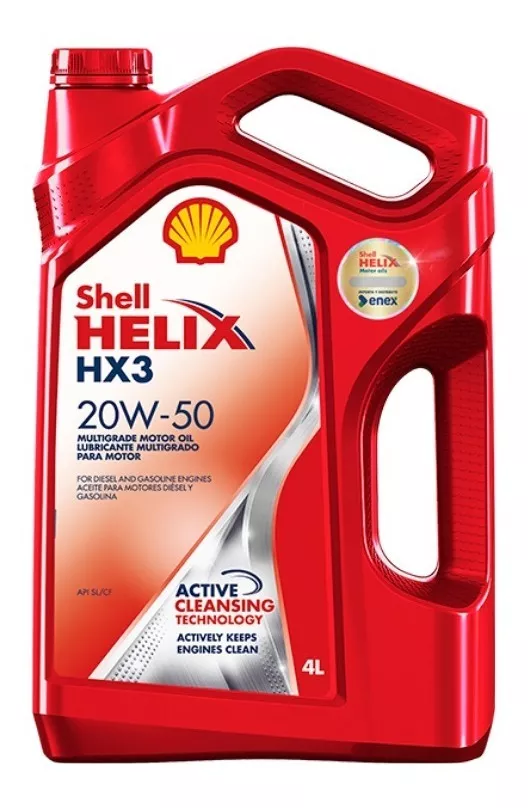 Shell
HELIX
HX3
20W-50
MULTIGRADE MOTOR OIL
LUBRICANTE MULTIGRADO
PARA MOTOR
FOR DIESEL AND GASOLINE ENGINES
ACEITE PARA MOTORES DIÉSEL Y
GASOLINA
API SL/CF
ACTIVE
CLEANSING
TECHNOLOGY
ACTIVELY KEEPS
ENGINES CLEAN
4L
Shell
HELIX
Motor oils
IMPORTA Y DISTRIBUYE
enex